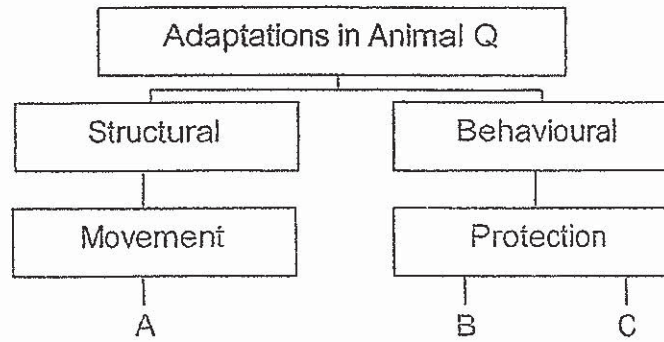 Adaptations in Animal Q
Structural
Behavioural
Movement
Protection
A
B
C